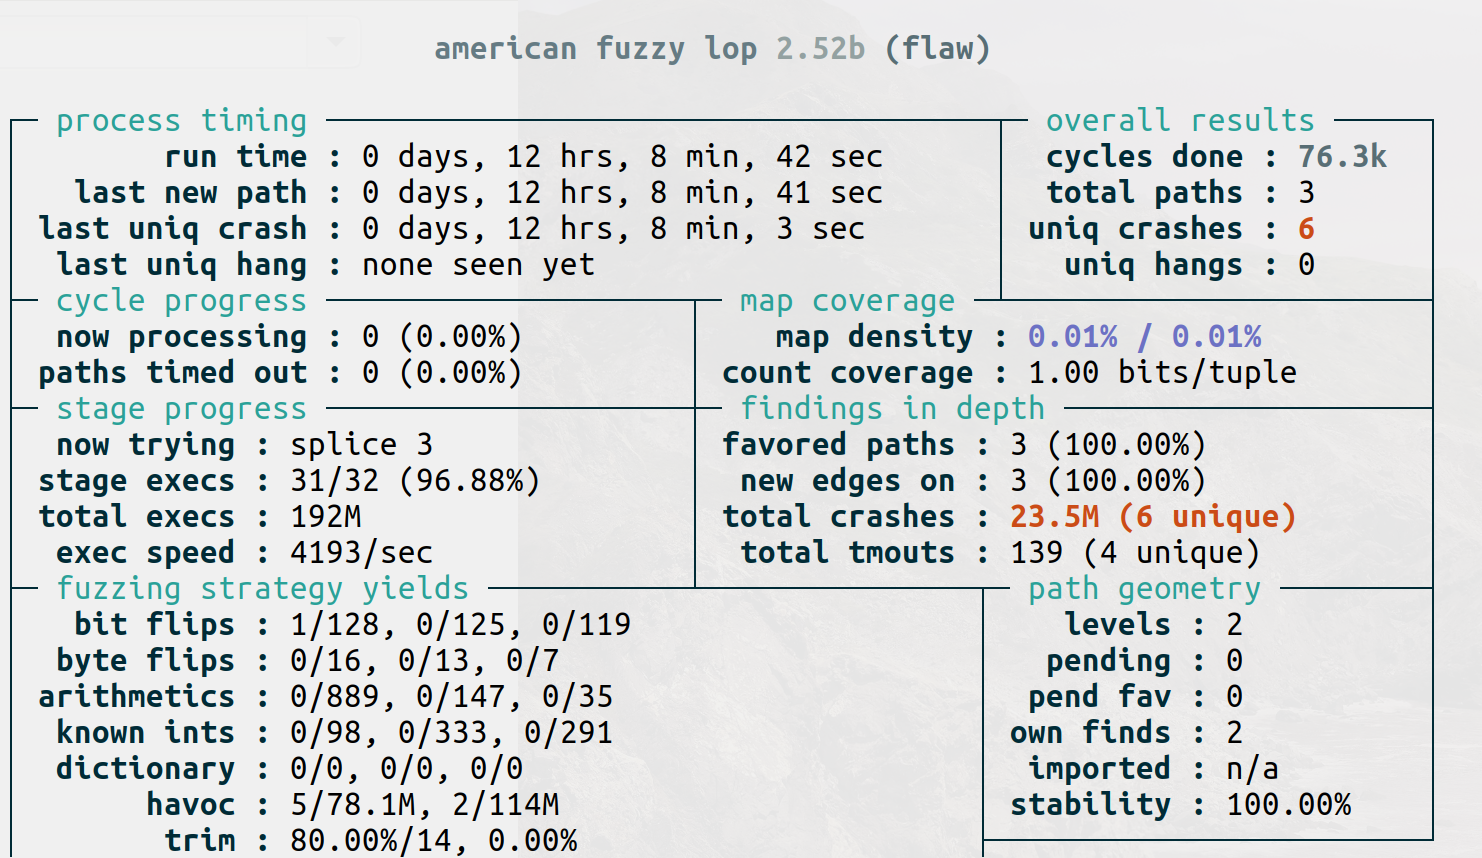 american fuzzy lop 2.52b (flaw)
process timing
run time : 0 days, 12 hrs, 8 min, 42 sec
last new path : 0 days, 12 hrs, 8 min, 41 sec
last uniq crash : 0 days, 12 hrs, 8 min, 3 sec
last uniq hang : none seen yet
overall results
cycles done : 76.3k
total paths : 3
uniq crashes : 6
uniq hangs : 0
cycle progress
now processing : 0 (0.00%)
paths timed out : 0 (0.00%)
map coverage
map density : 0.01% / 0.01%
count coverage : 1.00 bits/tuple
stage progress
now trying : splice 3
stage execs : 31/32 (96.88%)
total execs : 192M
exec speed : 4193/sec
findings in depth
favored paths : 3 (100.00%)
new edges on : 3 (100.00%)
total crashes : 23.5M (6 unique)
total tmouts : 139 (4 unique)
fuzzing strategy yields
bit flips : 1/128, 0/125, 0/119
byte flips : 0/16, 0/13, 0/7
arithmetics : 0/889, 0/147, 0/35
known ints : 0/98, 0/333, 0/291
dictionary : 0/0, 0/0, 0/0
havoc : 5/78.1M, 2/114M
trim : 80.00%/14, 0.00%
path geometry
levels : 2
pending : 0
pend fav : 0
own finds : 2
imported : n/a
stability : 100.00%